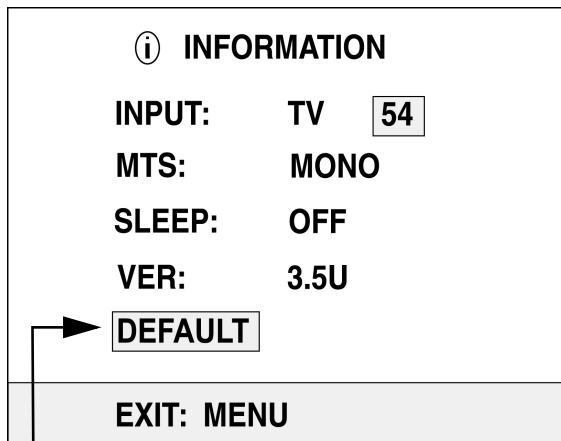 i INFORMATION
INPUT: TV 54
MTS: MONO
SLEEP: OFF
VER: 3.5U
DEFAULT
EXIT: MENU